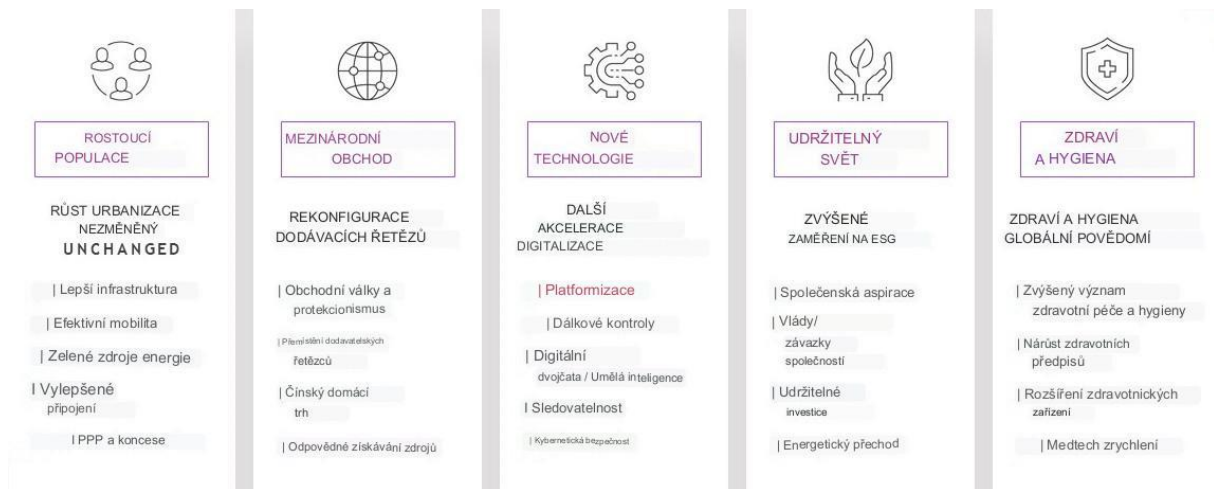 ROSTOUCÍ
POPULACE
RŮST URBANIZACE
NEZMĚNĚNÝ
UNCHANGED
| Lepší infrastruktura
| Efektivní mobilita
| Zelené zdroje energie
I Vylepšené
připojení
I PPP a koncese
MEZINÁRODNÍ
OBCHOD
REKONFIGURACE
DODÁVACÍCH ŘETĚZŮ
| Obchodní války a
protekcionismus
| Přemístění dodavatelských
řetězců
| Čínský domácí
trh
| Odpovědné získávání zdrojů
NOVÉ
TECHNOLOGIE
DALŠÍ
AKCELERACE
DIGITALIZACE
| Platformizace
| Dálkové kontroly
| Digitální
dvojčata / Umělá inteligence
I Sledovatelnost
| Kybernetická bezpečnost
UDRŽITELNÝ
SVĚT
ZVÝŠENÉ
ZAMĚŘENÍ NA ESG
| Společenská aspirace
| Vlády/
závazky
společností
| Udržitelné
investice
| Energetický přechod
ZDRAVÍ
A HYGIENA
ZDRAVÍ A HYGIENA
GLOBÁLNÍ POVĚDOMÍ
| Zvýšený význam
zdravotní péče a hygieny
| Nárůst zdravotních
předpisů
| Rozšíření zdravotnických
zařízení
| Medtech zrychlení